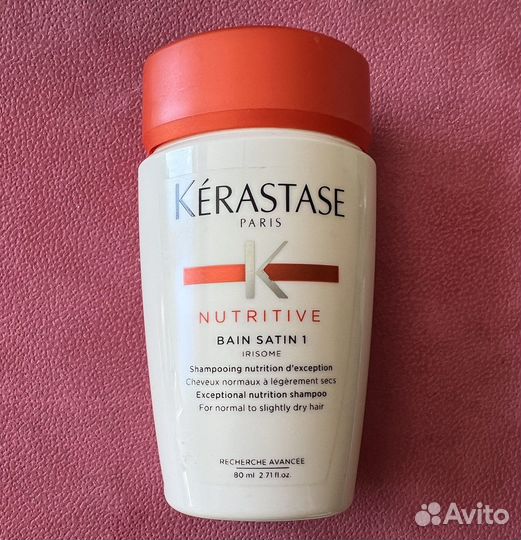 KÉRASTASE
PARIS
K
NUTRITIVE
BAIN SATIN 1
IRISOME
Shampooing nutrition d'exception
Cheveux normaux à légèrement secs
Exceptional nutrition shampoo
For normal to slightly dry hair
RECHERCHE AVANCÉE
80 ml 2.71 fl.oz.
Avito